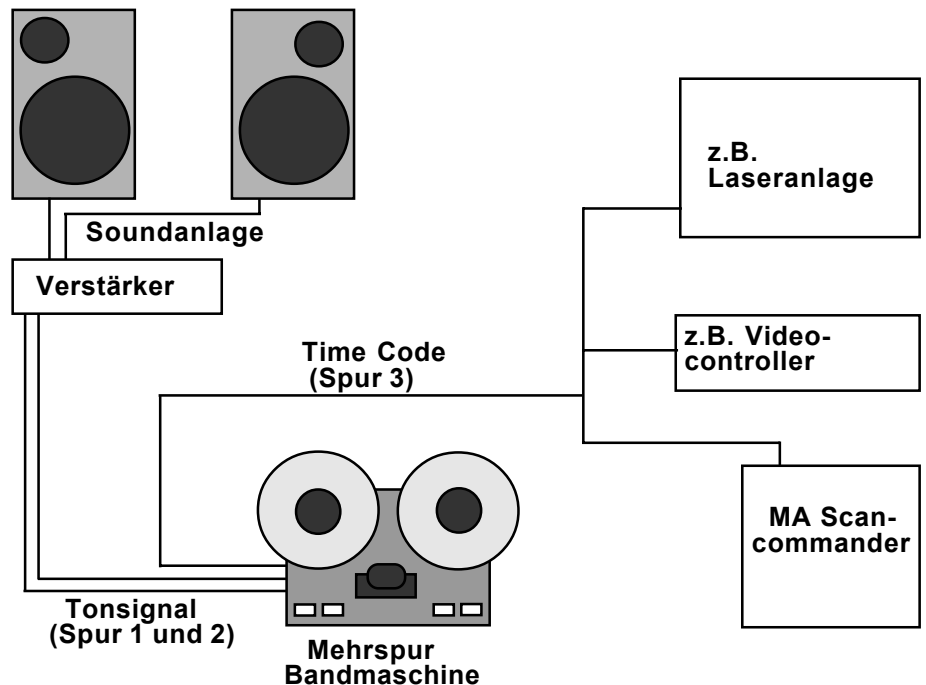 z.B.
Laseranlage
Soundanlage
Verstärker
z.B. Video-
controller
Time Code
(Spur 3)
MA Scan-
commander
Tonsignal
(Spur 1 und 2)
Mehrspur
Bandmaschine